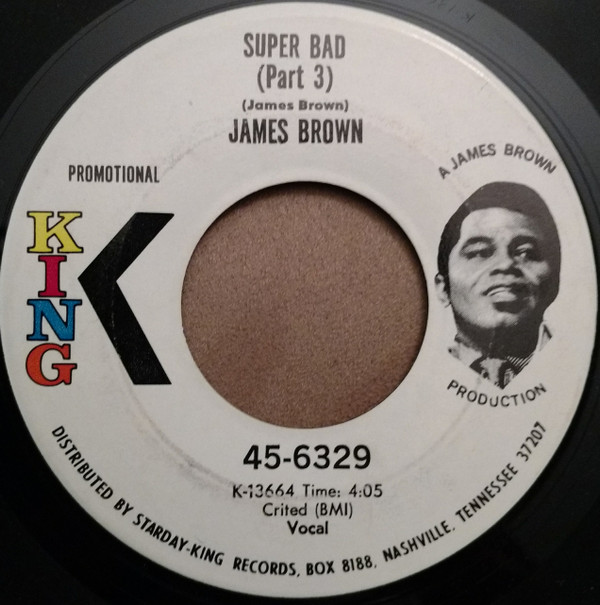 SUPER BAD
(Part 3)
(James Brown)
JAMES BROWN
PROMOTIONAL
KING
K
A JAMES BROWN
PRODUCTION
45-6329
K-13664 Time: 4:05
Crited (BMI)
Vocal
DISTRIBUTED BY STARDAY-KING RECORDS, BOX 8188, NASHVILLE, TENNESSEE 37207